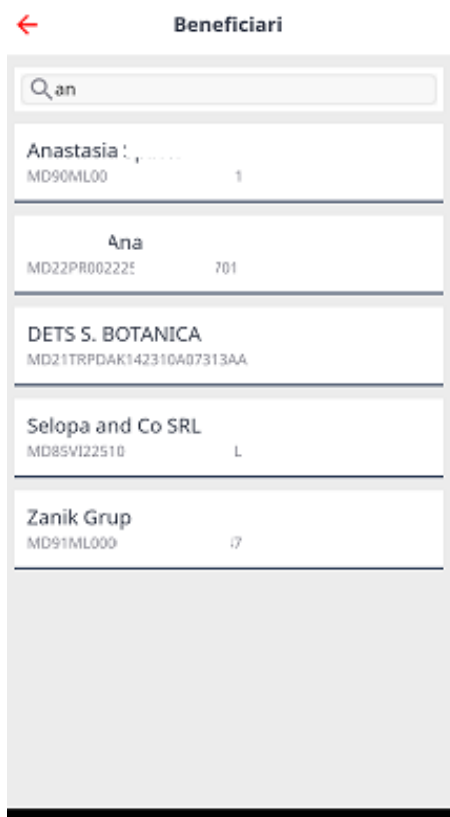 Beneficiari
an
Anastasia
MD90ML00 1
Ana
MD22PR002225 701
DETS S. BOTANICA
MD21TRPDAK142310A07313AA
Selopa and Co SRL
MD85VI22510 L
Zanik Grup
MD91ML000 7